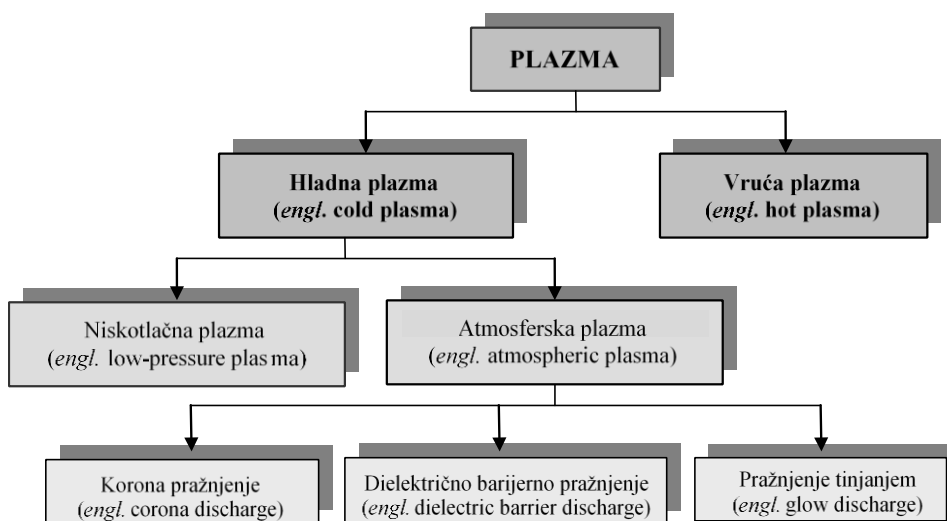 PLAZMA
Hladna plazma
(engl. cold plasma)
Vruća plazma
(engl. hot plasma)
Niskotlačna plazma
(engl. low-pressure plas ma)
Atmosferska plazma
(engl. atmospheric plasma)
Korona pražnjenje
(engl. corona discharge)
Dielektrično barijerno pražnjenje
(engl. dielectric barrier discharge)
Pražnjenje tinjanjem
(engl. glow discharge)